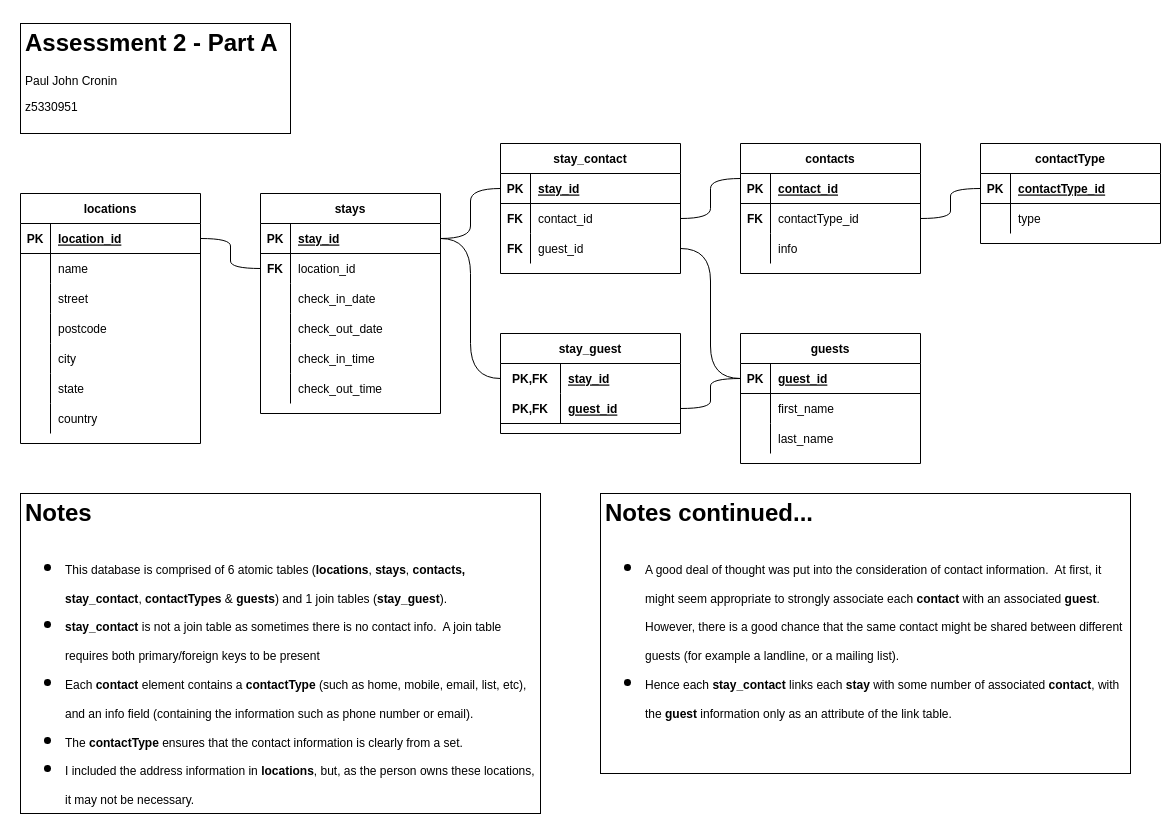 Assessment 2 - Part A
Paul John Cronin
z5330951
locations
PK location_id
name
street
postcode
city
state
country
stays
PK stay_id
FK location_id
check_in_date
check_out_date
check_in_time
check_out_time
stay_contact
PK stay_id
FK contact_id
FK guest_id
contacts
PK contact_id
FK contactType_id
info
contactType
PK contactType_id
type
stay_guest
PK,FK stay_id
PK,FK guest_id
guests
PK guest_id
first_name
last_name
Notes
This database is comprised of 6 atomic tables (locations, stays, contacts,
stay_contact, contactTypes & guests) and 1 join tables (stay_guest).
stay_contact is not a join table as sometimes there is no contact info. A join table
requires both primary/foreign keys to be present
Each contact element contains a contactType (such as home, mobile, email, list, etc),
and an info field (containing the information such as phone number or email).
The contactType ensures that the contact information is clearly from a set.
I included the address information in locations, but, as the person owns these locations,
it may not be necessary.
Notes continued...
A good deal of thought was put into the consideration of contact information. At first, it
might seem appropriate to strongly associate each contact with an associated guest.
However, there is a good chance that the same contact might be shared between different
guests (for example a landline, or a mailing list).
Hence each stay_contact links each stay with some number of associated contact, with
the guest information only as an attribute of the link table.